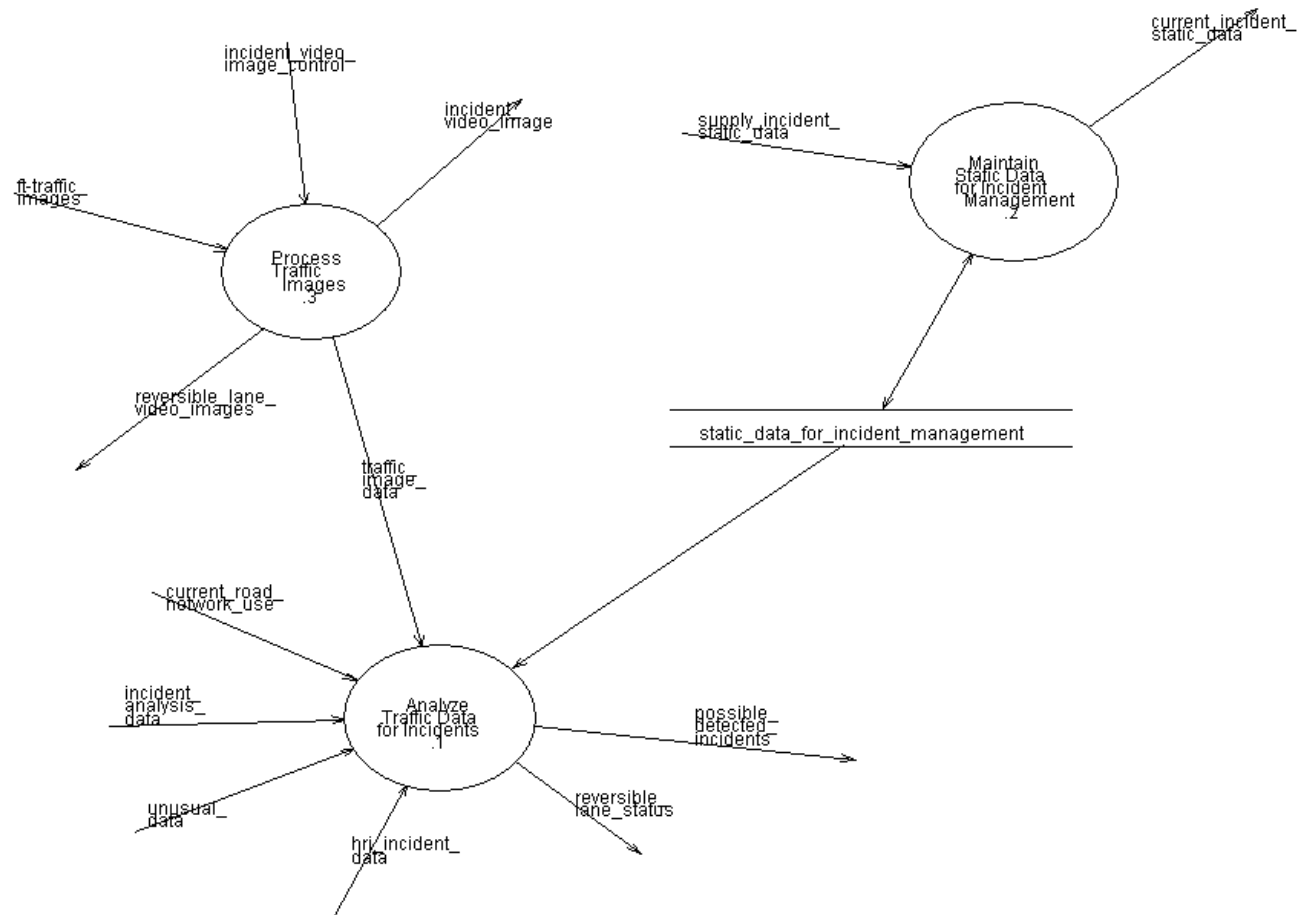 current_incident_
static_data
incident_video_
image_control
incident_
video_image
supply_incident_
static_data
Maintain
Static Data
for Incident
Management
.2
ft-traffic_
images
Process
Traffic
Images
.3
reversible_lane_
video_images
static_data_for_incident_management
traffic_
image_
data
current_road_
network_use
incident_
analysis_
data
Analyze
Traffic Data
for Incidents
.1
possible_
detected_
incidents
unusual_
data
reversible_
lane_status
hri_incident_
data